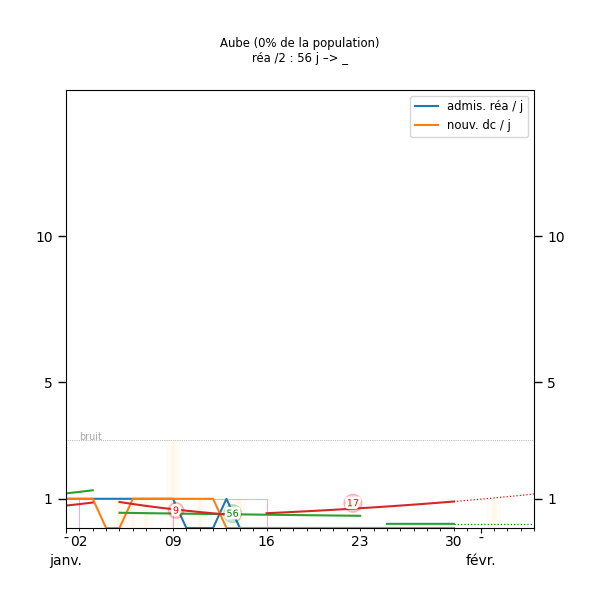 Aube (0% de la population)
réa /2 : 56 j –> _
admis. réa / j
nouv. dc / j
10 10
5 5
bruit
1 1
9 56 17
02 09 16 23 30 -
janv. févr.